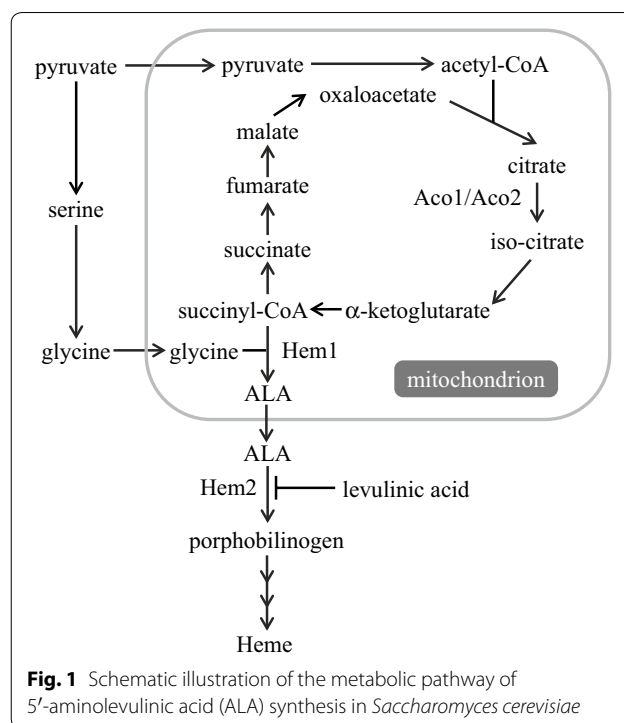 pyruvate pyruvate acetyl-CoA
oxaloacetate
malate
citrate
fumarate
Aco1/Aco2
serine
iso-citrate
succinate
succinyl-CoA α-ketoglutarate
glycine glycine Hem1
mitochondrion
ALA
ALA
Hem2 levulinic acid
porphobilinogen
Heme
Fig. 1 Schematic illustration of the metabolic pathway of
5′-aminolevulinic acid (ALA) synthesis in Saccharomyces cerevisiae